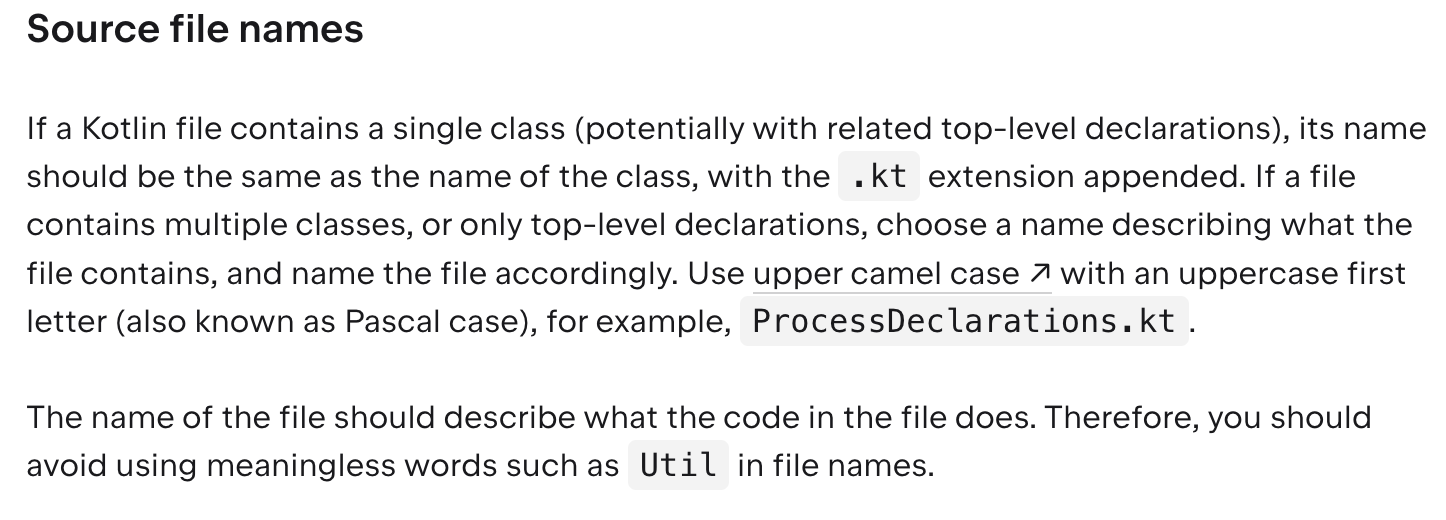 Source file names
If a Kotlin file contains a single class (potentially with related top-level declarations), its name
should be the same as the name of the class, with the .kt extension appended. If a file
contains multiple classes, or only top-level declarations, choose a name describing what the
file contains, and name the file accordingly. Use upper camel case ↗ with an uppercase first
letter (also known as Pascal case), for example, ProcessDeclarations.kt.
The name of the file should describe what the code in the file does. Therefore, you should
avoid using meaningless words such as Util in file names.